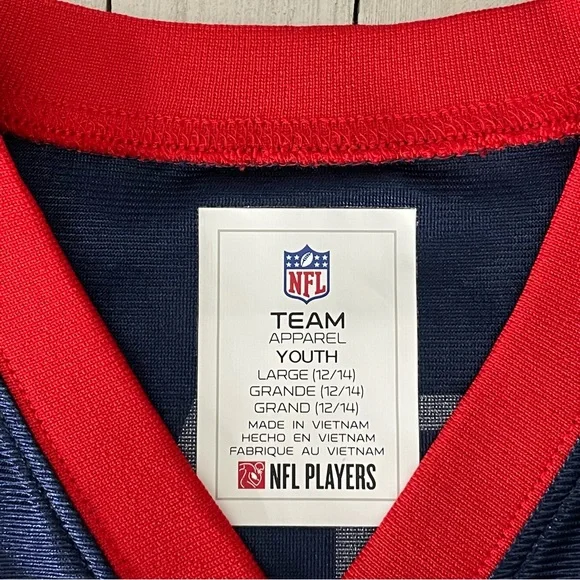 NFL
TEAM
APPAREL
YOUTH
LARGE (12/14)
GRANDE (12/14)
GRAND (12/14)
MADE IN VIETNAM
HECHO EN VIETNAM
FABRIQUE AU VIETNAM
NFL PLAYERS